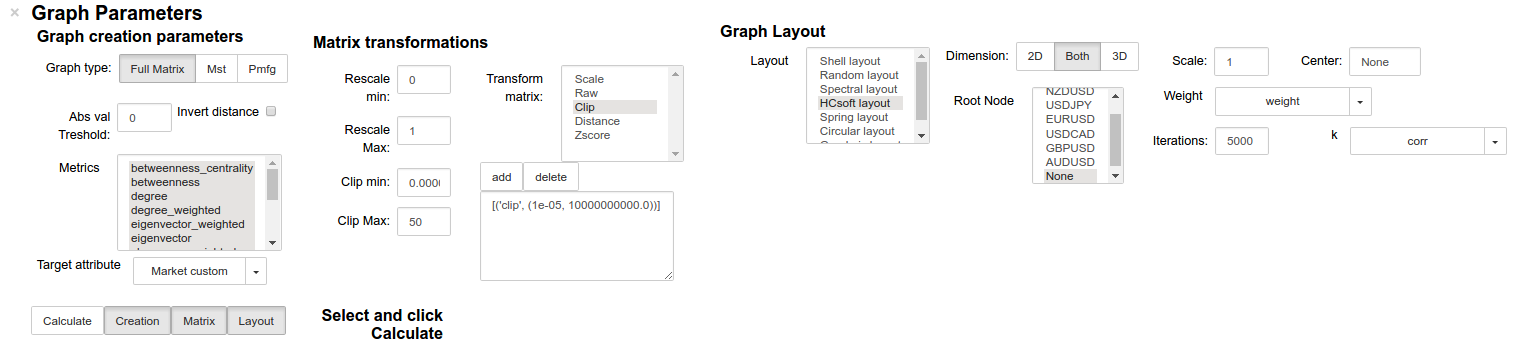 × Graph Parameters
Graph creation parameters
Graph type: Full Matrix Mst Pmfg
Abs val Treshold: 0 Invert distance
Metrics
betweenness_centrality
betweenness
degree
degree_weighted
eigenvector_weighted
eigenvector
Target attribute Market custom
Calculate Creation Matrix Layout
Matrix transformations
Rescale min: 0
Rescale Max: 1
Clip min: 0.000
Clip Max: 50
Transform matrix:
Scale
Raw
Clip
Distance
Zscore
add delete
[('clip', (1e-05, 10000000000.0))]
Select and click
Calculate
Graph Layout
Layout
Shell layout
Random layout
Spectral layout
HCsoft layout
Spring layout
Circular layout
Dimension: 2D Both 3D
Root Node
NZDUSD
USDJPY
EURUSD
USDCAD
GBPUSD
AUDUSD
None
Scale: 1 Center: None
Weight weight
Iterations: 5000 k corr